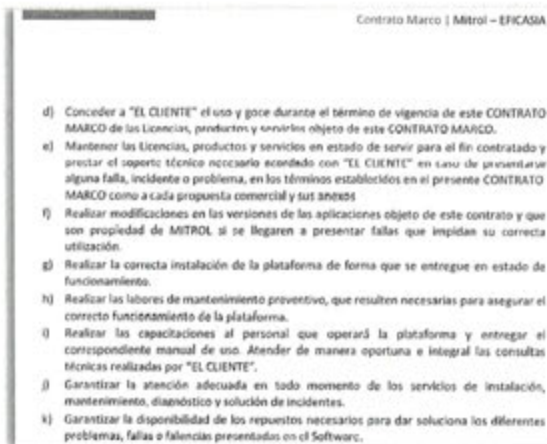 Contrato Marco | Mitrol – EFICASIA
d) Conceder a "EL CLIENTE" el uso y goce durante el término de vigencia de este CONTRATO
MARCO de las Licencias, productos y servicios objeto de este CONTRATO MARCO.
e) Mantener las Licencias, productos y servicios en estado de servir para el fin contratado y
prestar el soporte técnico necesario acordado con "EL CLIENTE" en caso de presentarse
alguna falla, incidente o problema, en los términos establecidos en el presente CONTRATO
MARCO como a cada propuesta comercial y sus anexos
f) Realizar modificaciones en las versiones de las aplicaciones objeto de este contrato y que
son propiedad de MITROL si se llegaren a presentar fallas que impidan su correcta
utilización.
g) Realizar la correcta instalación de la plataforma de forma que se entregue en estado de
funcionamiento.
h) Realizar las labores de mantenimiento preventivo, que resulten necesarias para asegurar el
correcto funcionamiento de la plataforma.
i) Realizar las capacitaciones al personal que operará la plataforma y entregar el
correspondiente manual de uso. Atender de manera oportuna e integral las consultas
técnicas realizadas por "EL CLIENTE".
j) Garantizar la atención adecuada en todo momento de los servicios de instalación,
mantenimiento, diagnóstico y solución de incidentes.
k) Garantizar la disponibilidad de los repuestos necesarios para dar soluciona los diferentes
problemas, fallas o falencias presentadas en el Software.